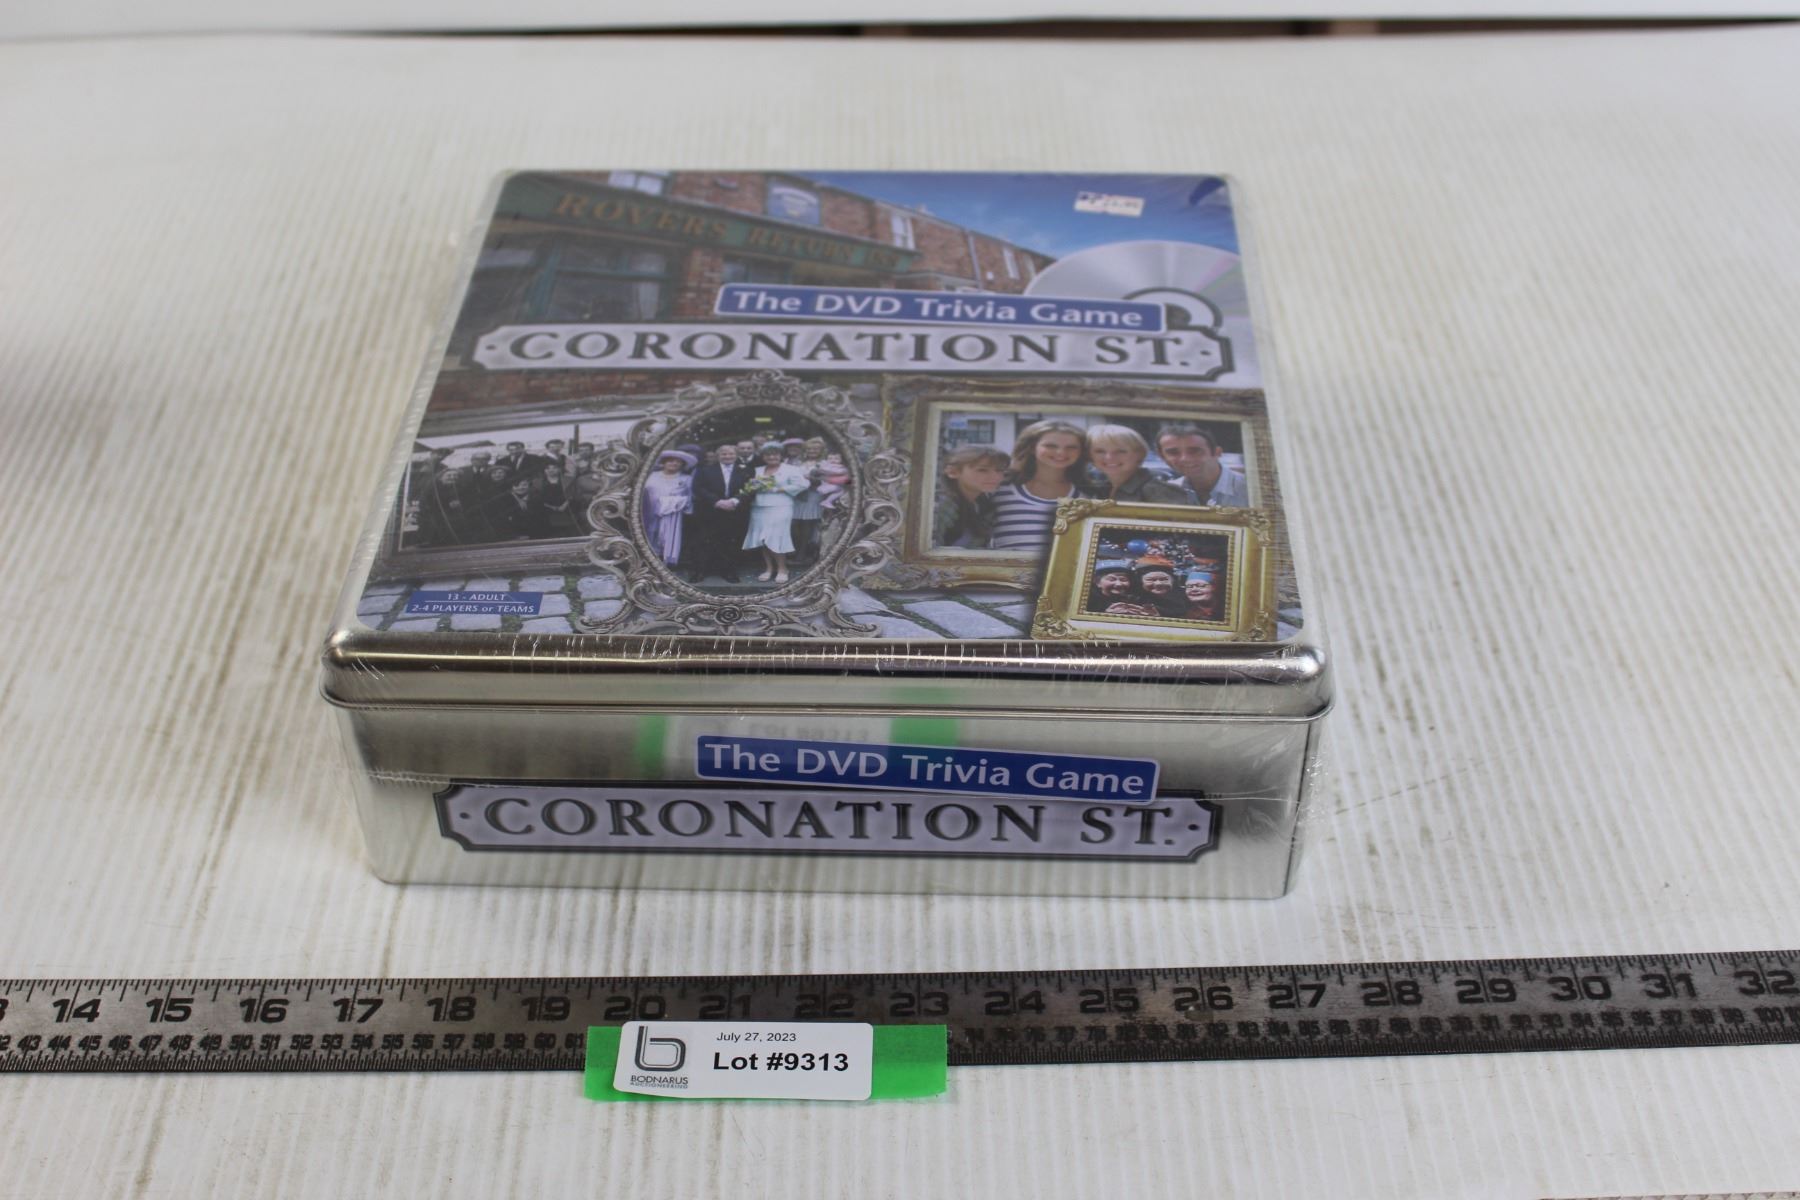 ROVERS RETURN INN
The DVD Trivia Game
CORONATION ST.
13 - ADULT
2-4 PLAYERS or TEAMS
The DVD Trivia Game
CORONATION ST.
14 15 16 17 18 19 20 21 22 23 24 25 26 27 28 29 30 31 32
July 27, 2023
Lot #9313
BODNARUS
AUCTIONEERING